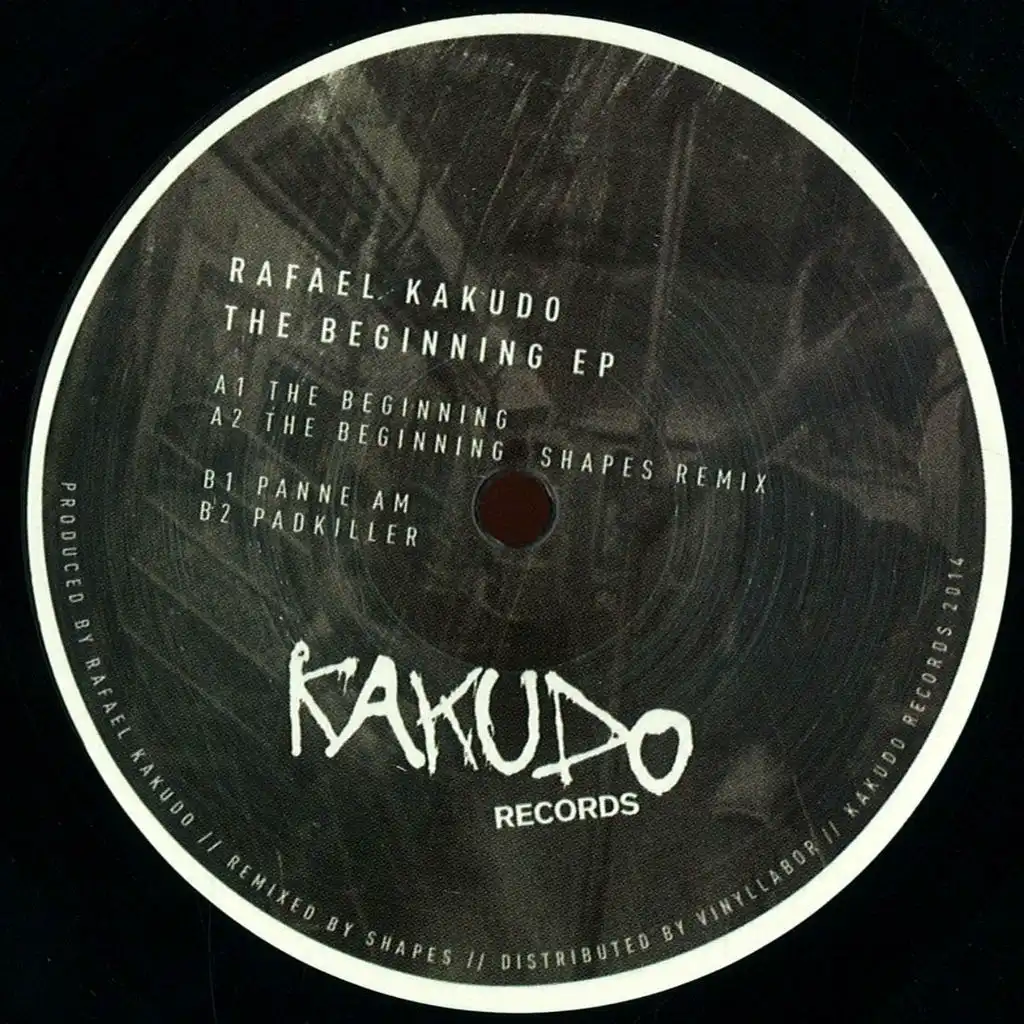 RAFAEL KAKUDO
THE BEGINNING EP
A1 THE BEGINNING
A2 THE BEGINNING SHAPES REMIX
B1 PANNE AM
B2 PADKILLER
KAKUDO
RECORDS
PRODUCED BY RAFAEL KAKUDO // REMIXED BY SHAPES // DISTRIBUTED BY VINYLLABOR // KAKUDO RECORDS 2014